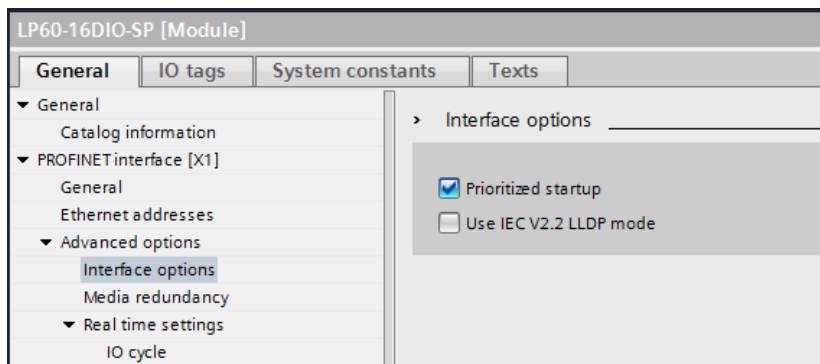 LP60-16DIO-SP [Module]
General IO tags System constants Texts
General
Catalog information
PROFINET interface [X1]
General
Ethernet addresses
Advanced options
Interface options
Media redundancy
Real time settings
IO cycle
Interface options
Prioritized startup
Use IEC V2.2 LLDP mode